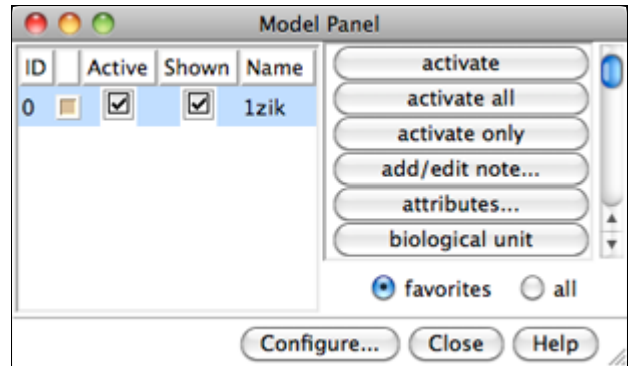 Model Panel
ID Active Shown Name
0 1zik
activate
activate all
activate only
add/edit note...
attributes...
biological unit
favorites all
Configure... Close Help